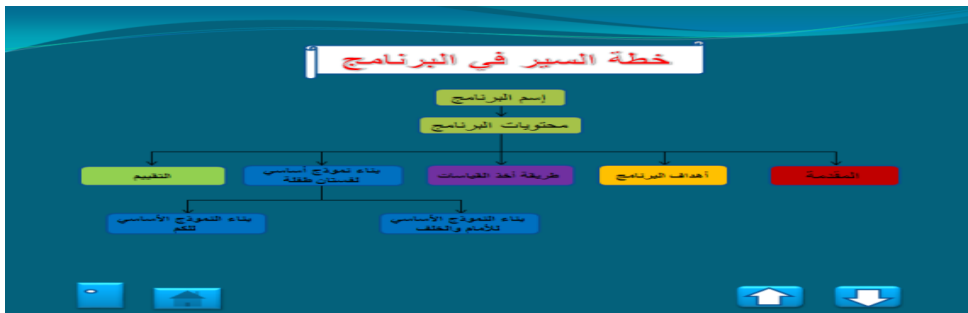 خطة السير في البرنامج
إسم البرنامج
محتويات البرنامج
المقدمة
أهداف البرنامج
طريقة أخذ القياسات
بناء نموذج أساسي
لفستان طفلة
التقييم
بناء النموذج الأساسي
للأمام والخلف
بناء النموذج الأساسي
للكم